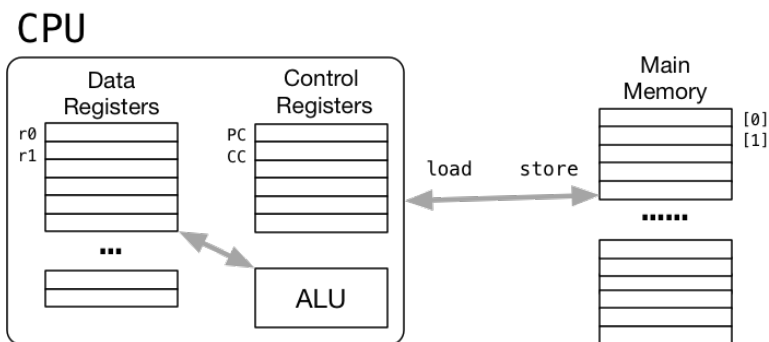 CPU
Data
Registers
Control
Registers
Main
Memory
r0
r1
PC
CC
[0]
[1]
load store
...
......
ALU